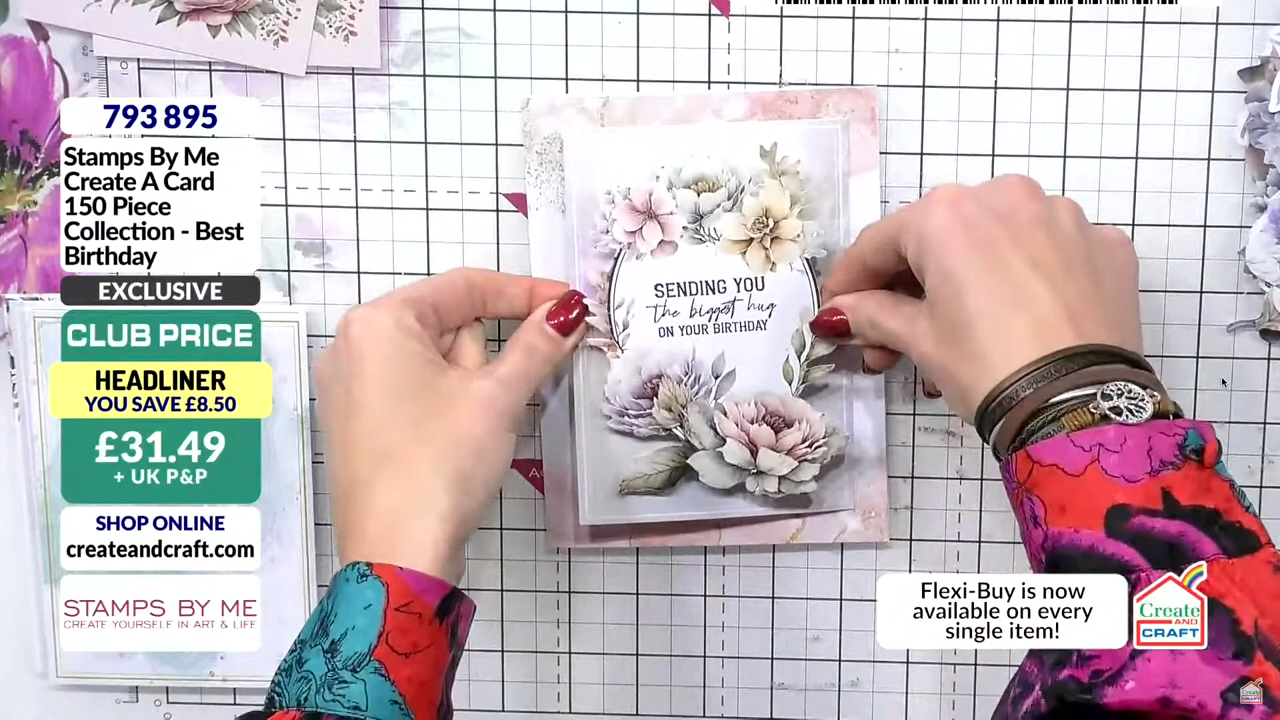 793 895
Stamps By Me
Create A Card
150 Piece
Collection - Best
Birthday
EXCLUSIVE
CLUB PRICE
HEADLINER
YOU SAVE £8.50
£31.49
+ UK P&P
SHOP ONLINE
createandcraft.com
STAMPS BY ME
CREATE YOURSELF IN ART & LIFE
SENDING YOU
the biggest hug
ON YOUR BIRTHDAY
Flexi-Buy is now
available on every
single item!
Create
AND
CRAFT